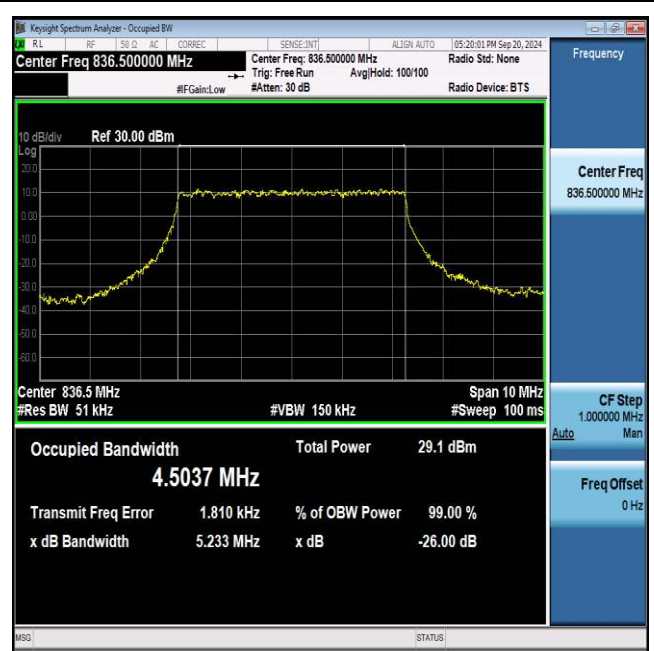 Keysight Spectrum Analyzer - Occupied BW
RL RF 50 Ω AC CORREC SENSE:INT ALIGN AUTO 05:20:01 PM Sep 20, 2024
Center Freq 836.500000 MHz
Center Freq: 836.500000 MHz Radio Std: None
Trig: Free Run Avg|Hold: 100/100
#IFGain:Low #Atten: 30 dB Radio Device: BTS
Frequency
10 dB/div Ref 30.00 dBm
Log
20.0
10.0
0.00
-10.0
-20.0
-30.0
-40.0
-50.0
-60.0
Center 836.5 MHz Span 10 MHz
#Res BW 51 kHz #VBW 150 kHz #Sweep 100 ms
Occupied Bandwidth Total Power 29.1 dBm
4.5037 MHz
Transmit Freq Error 1.810 kHz % of OBW Power 99.00 %
x dB Bandwidth 5.233 MHz x dB -26.00 dB
Center Freq
836.500000 MHz
CF Step
1.000000 MHz
Auto Man
Freq Offset
0 Hz
MSG STATUS